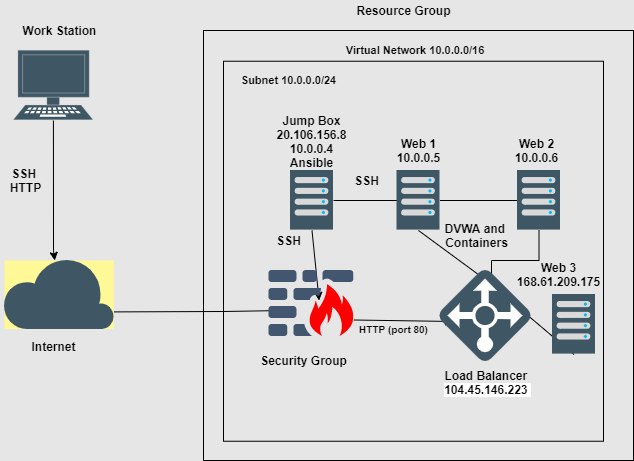 Resource Group
Work Station
Virtual Network 10.0.0.0/16
Subnet 10.0.0.0/24
Jump Box
20.106.156.8
10.0.0.4
Ansible
Web 1
10.0.0.5
Web 2
10.0.0.6
SSH
HTTP
SSH
SSH
DVWA and
Containers
Web 3
168.61.209.175
HTTP (port 80)
Internet
Security Group
Load Balancer
104.45.146.223